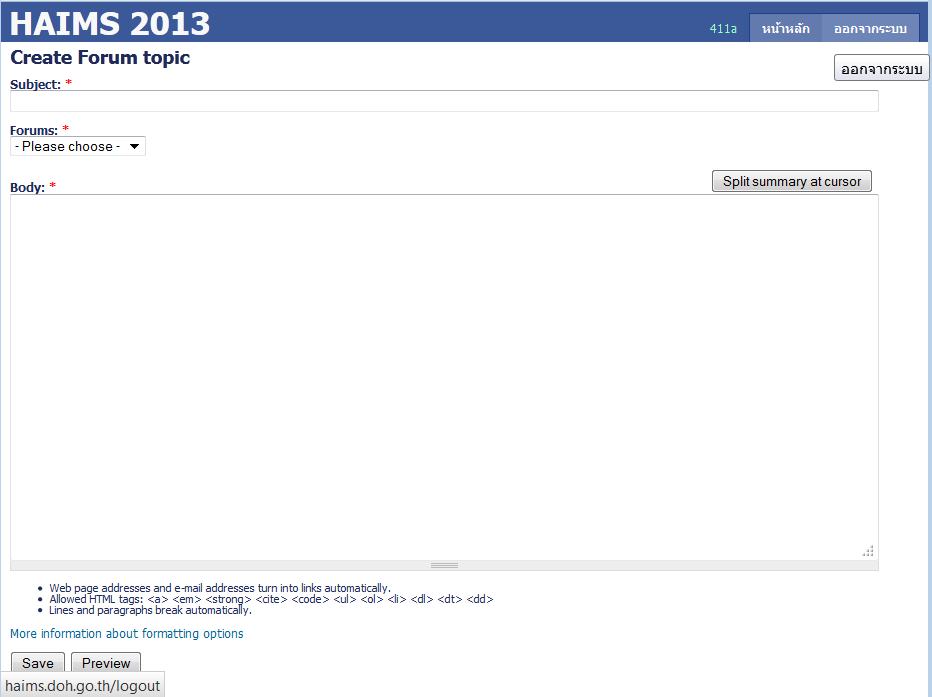 HAIMS 2013
411a หน้าหลัก ออกจากระบบ
Create Forum topic
ออกจากระบบ
Subject: *
Forums: *
- Please choose -
Body: *
Split summary at cursor
Web page addresses and e-mail addresses turn into links automatically.
Allowed HTML tags: <a> <em> <strong> <cite> <code> <ul> <ol> <li> <dl> <dt> <dd>
Lines and paragraphs break automatically.
More information about formatting options
Save Preview
haims.doh.go.th/logout